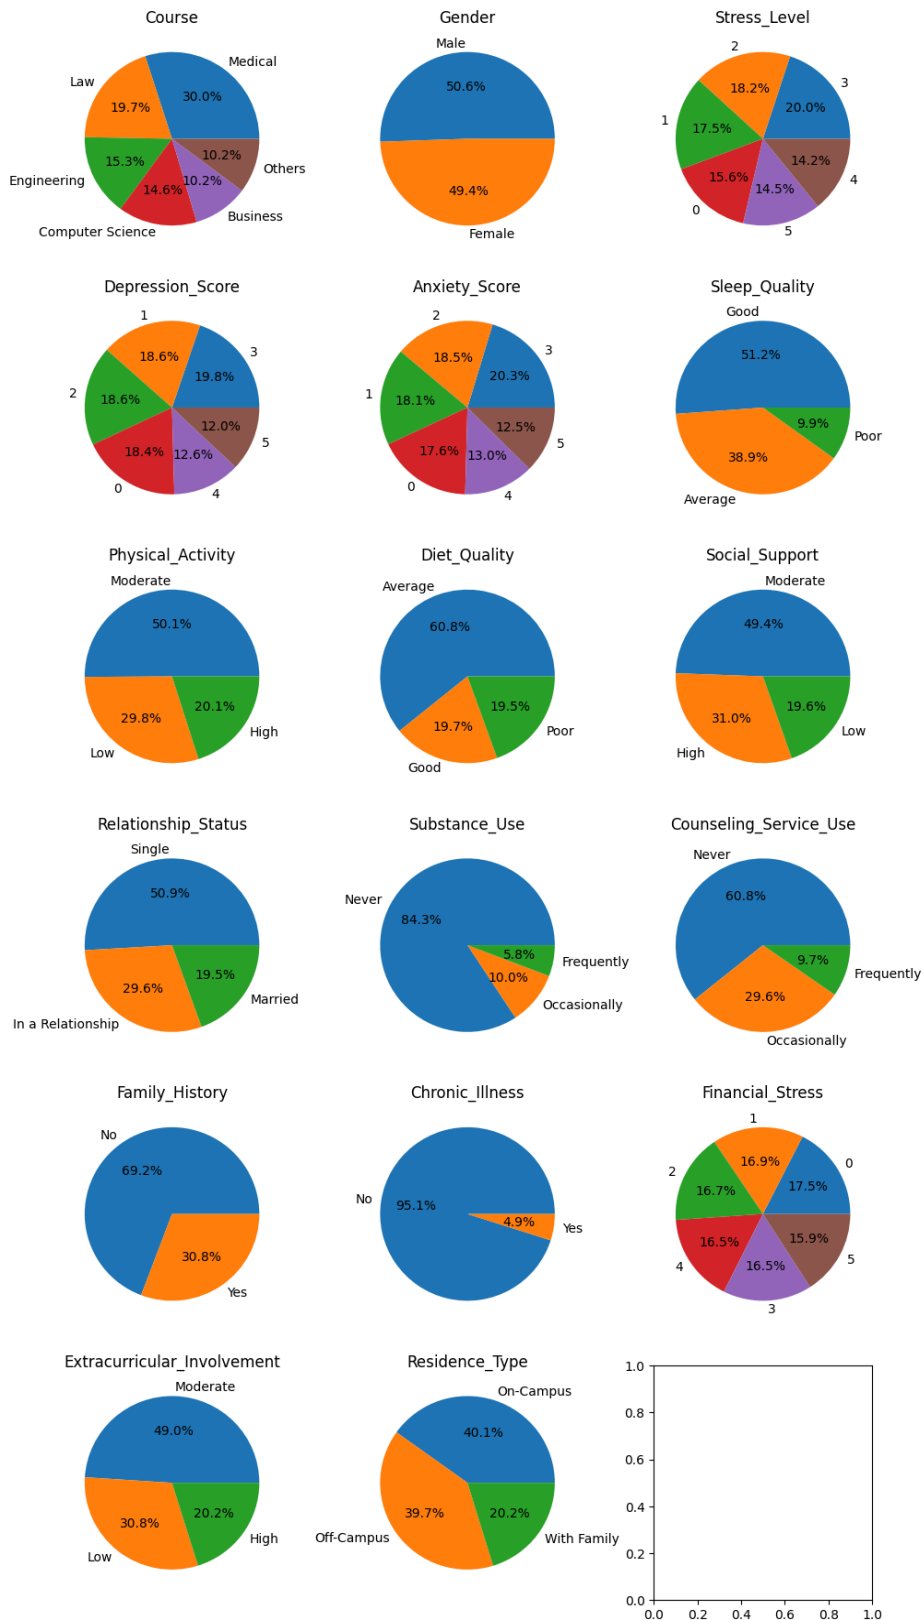 Course
Medical
30.0%
Law
19.7%
Engineering
15.3%
Computer Science
14.6%
Business
10.2%
Others
10.2%
Gender
Male
50.6%
Female
49.4%
Stress_Level
3
20.0%
2
18.2%
1
17.5%
0
15.6%
5
14.5%
4
14.2%
Depression_Score
3
19.8%
1
18.6%
2
18.6%
0
18.4%
4
12.6%
5
12.0%
Anxiety_Score
3
20.3%
2
18.5%
1
18.1%
0
17.6%
4
13.0%
5
12.5%
Sleep_Quality
Good
51.2%
Average
38.9%
Poor
9.9%
Physical_Activity
Moderate
50.1%
Low
29.8%
High
20.1%
Diet_Quality
Average
60.8%
Good
19.7%
Poor
19.5%
Social_Support
Moderate
49.4%
High
31.0%
Low
19.6%
Relationship_Status
Single
50.9%
In a Relationship
29.6%
Married
19.5%
Substance_Use
Never
84.3%
Occasionally
10.0%
Frequently
5.8%
Counseling_Service_Use
Never
60.8%
Occasionally
29.6%
Frequently
9.7%
Family_History
No
69.2%
Yes
30.8%
Chronic_Illness
No
95.1%
Yes
4.9%
Financial_Stress
0
17.5%
1
16.9%
2
16.7%
4
16.5%
3
16.5%
5
15.9%
Extracurricular_Involvement
Moderate
49.0%
Low
30.8%
High
20.2%
Residence_Type
On-Campus
40.1%
Off-Campus
39.7%
With Family
20.2%
1.0
0.8
0.6
0.4
0.2
0.0
0.0 0.2 0.4 0.6 0.8 1.0